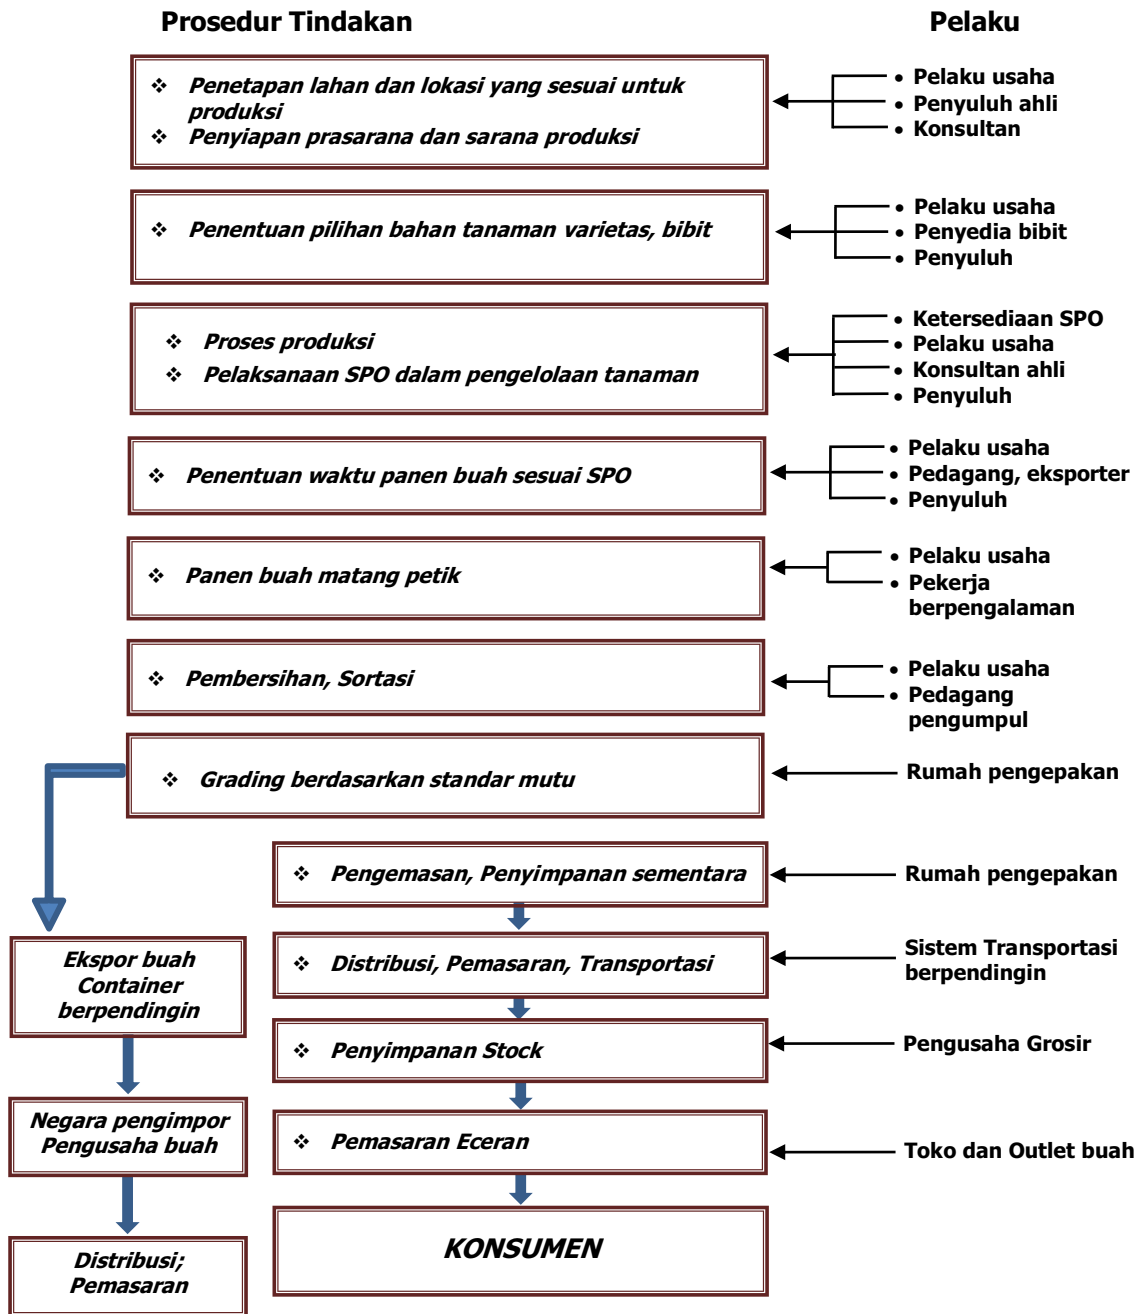 Prosedur Tindakan
Pelaku
❖ Penetapan lahan dan lokasi yang sesuai untuk
produksi
❖ Penyiapan prasarana dan sarana produksi
• Pelaku usaha
• Penyuluh ahli
• Konsultan
❖ Penentuan pilihan bahan tanaman varietas, bibit
• Pelaku usaha
• Penyedia bibit
• Penyuluh
❖ Proses produksi
❖ Pelaksanaan SPO dalam pengelolaan tanaman
• Ketersediaan SPO
• Pelaku usaha
• Konsultan ahli
• Penyuluh
❖ Penentuan waktu panen buah sesuai SPO
• Pelaku usaha
• Pedagang, eksporter
• Penyuluh
❖ Panen buah matang petik
• Pelaku usaha
• Pekerja
berpengalaman
❖ Pembersihan, Sortasi
• Pelaku usaha
• Pedagang
pengumpul
❖ Grading berdasarkan standar mutu
Rumah pengepakan
❖ Pengemasan, Penyimpanan sementara
Rumah pengepakan
Ekspor buah
Container
berpendingin
❖ Distribusi, Pemasaran, Transportasi
Sistem Transportasi
berpendingin
❖ Penyimpanan Stock
Pengusaha Grosir
Negara pengimpor
Pengusaha buah
❖ Pemasaran Eceran
Toko dan Outlet buah
Distribusi;
Pemasaran
KONSUMEN